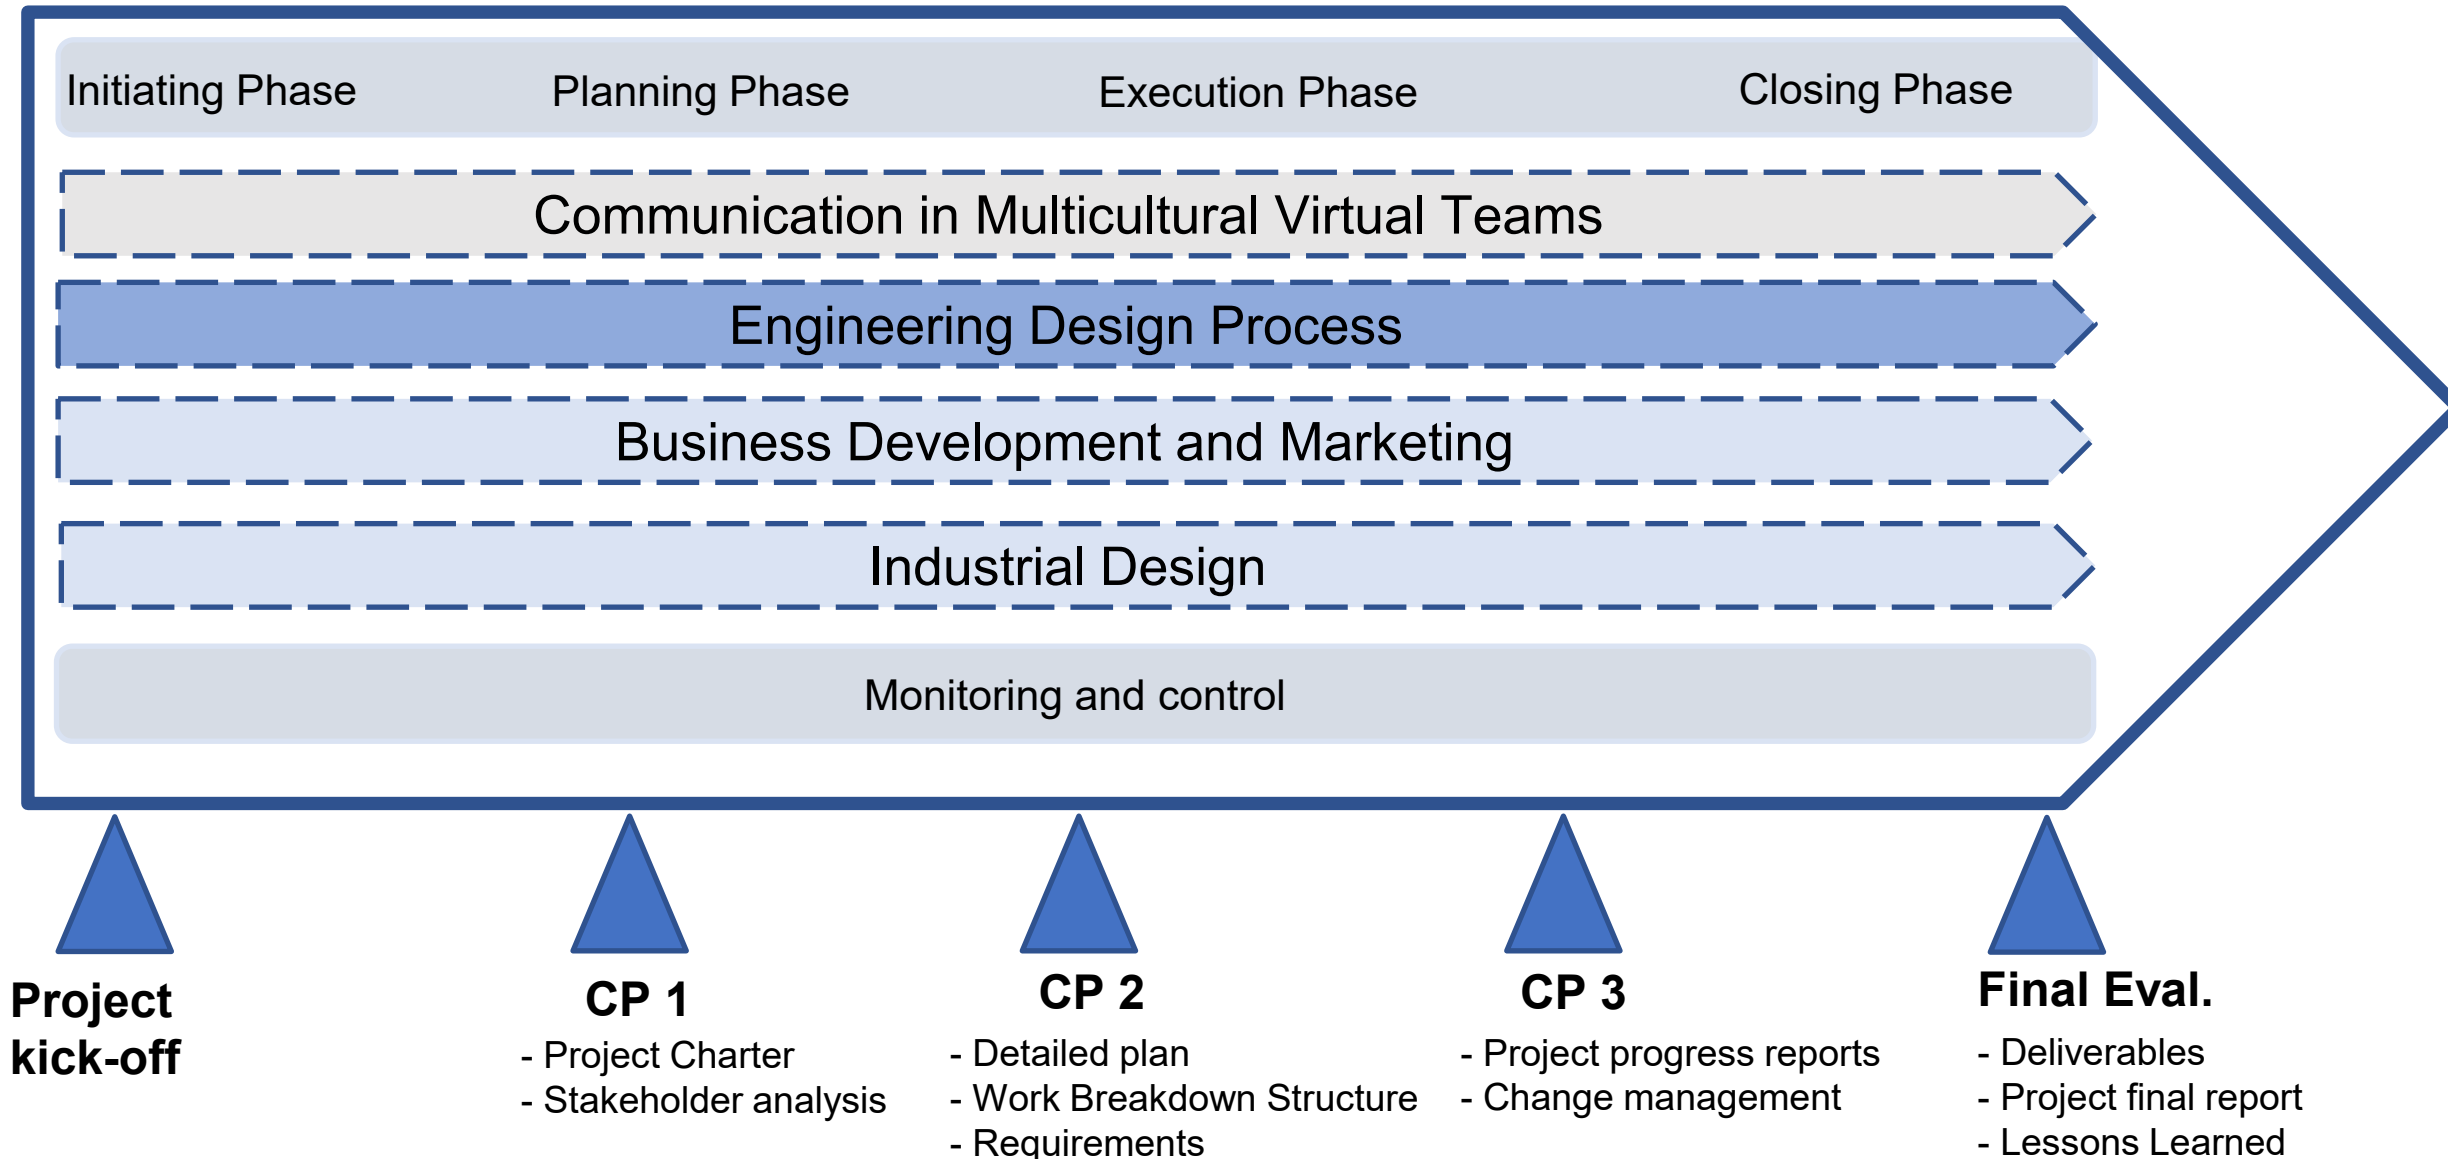 Initiating Phase
Planning Phase
Execution Phase
Closing Phase
Communication in Multicultural Virtual Teams
Engineering Design Process
Business Development and Marketing
Industrial Design
Monitoring and control
Project
kick-off
CP 1
- Project Charter
- Stakeholder analysis
CP 2
- Detailed plan
- Work Breakdown Structure
- Requirements
CP 3
- Project progress reports
- Change management
Final Eval.
- Deliverables
- Project final report
- Lessons Learned